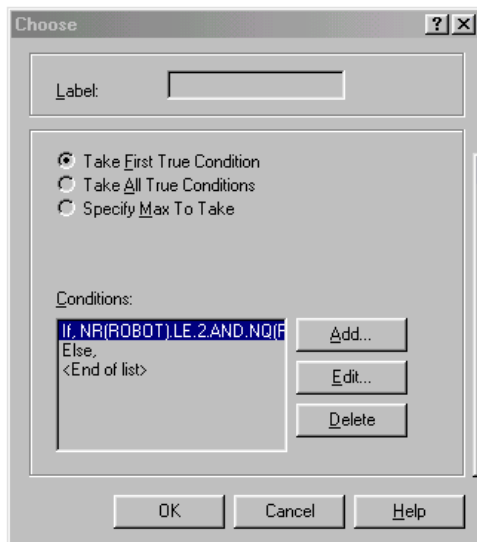 Choose
Label:
Take First True Condition
Take All True Conditions
Specify Max To Take
Conditions:
If, NR(ROBOT).LE.2.AND.NQ(F
Else,
<End of list>
Add...
Edit...
Delete
OK
Cancel
Help